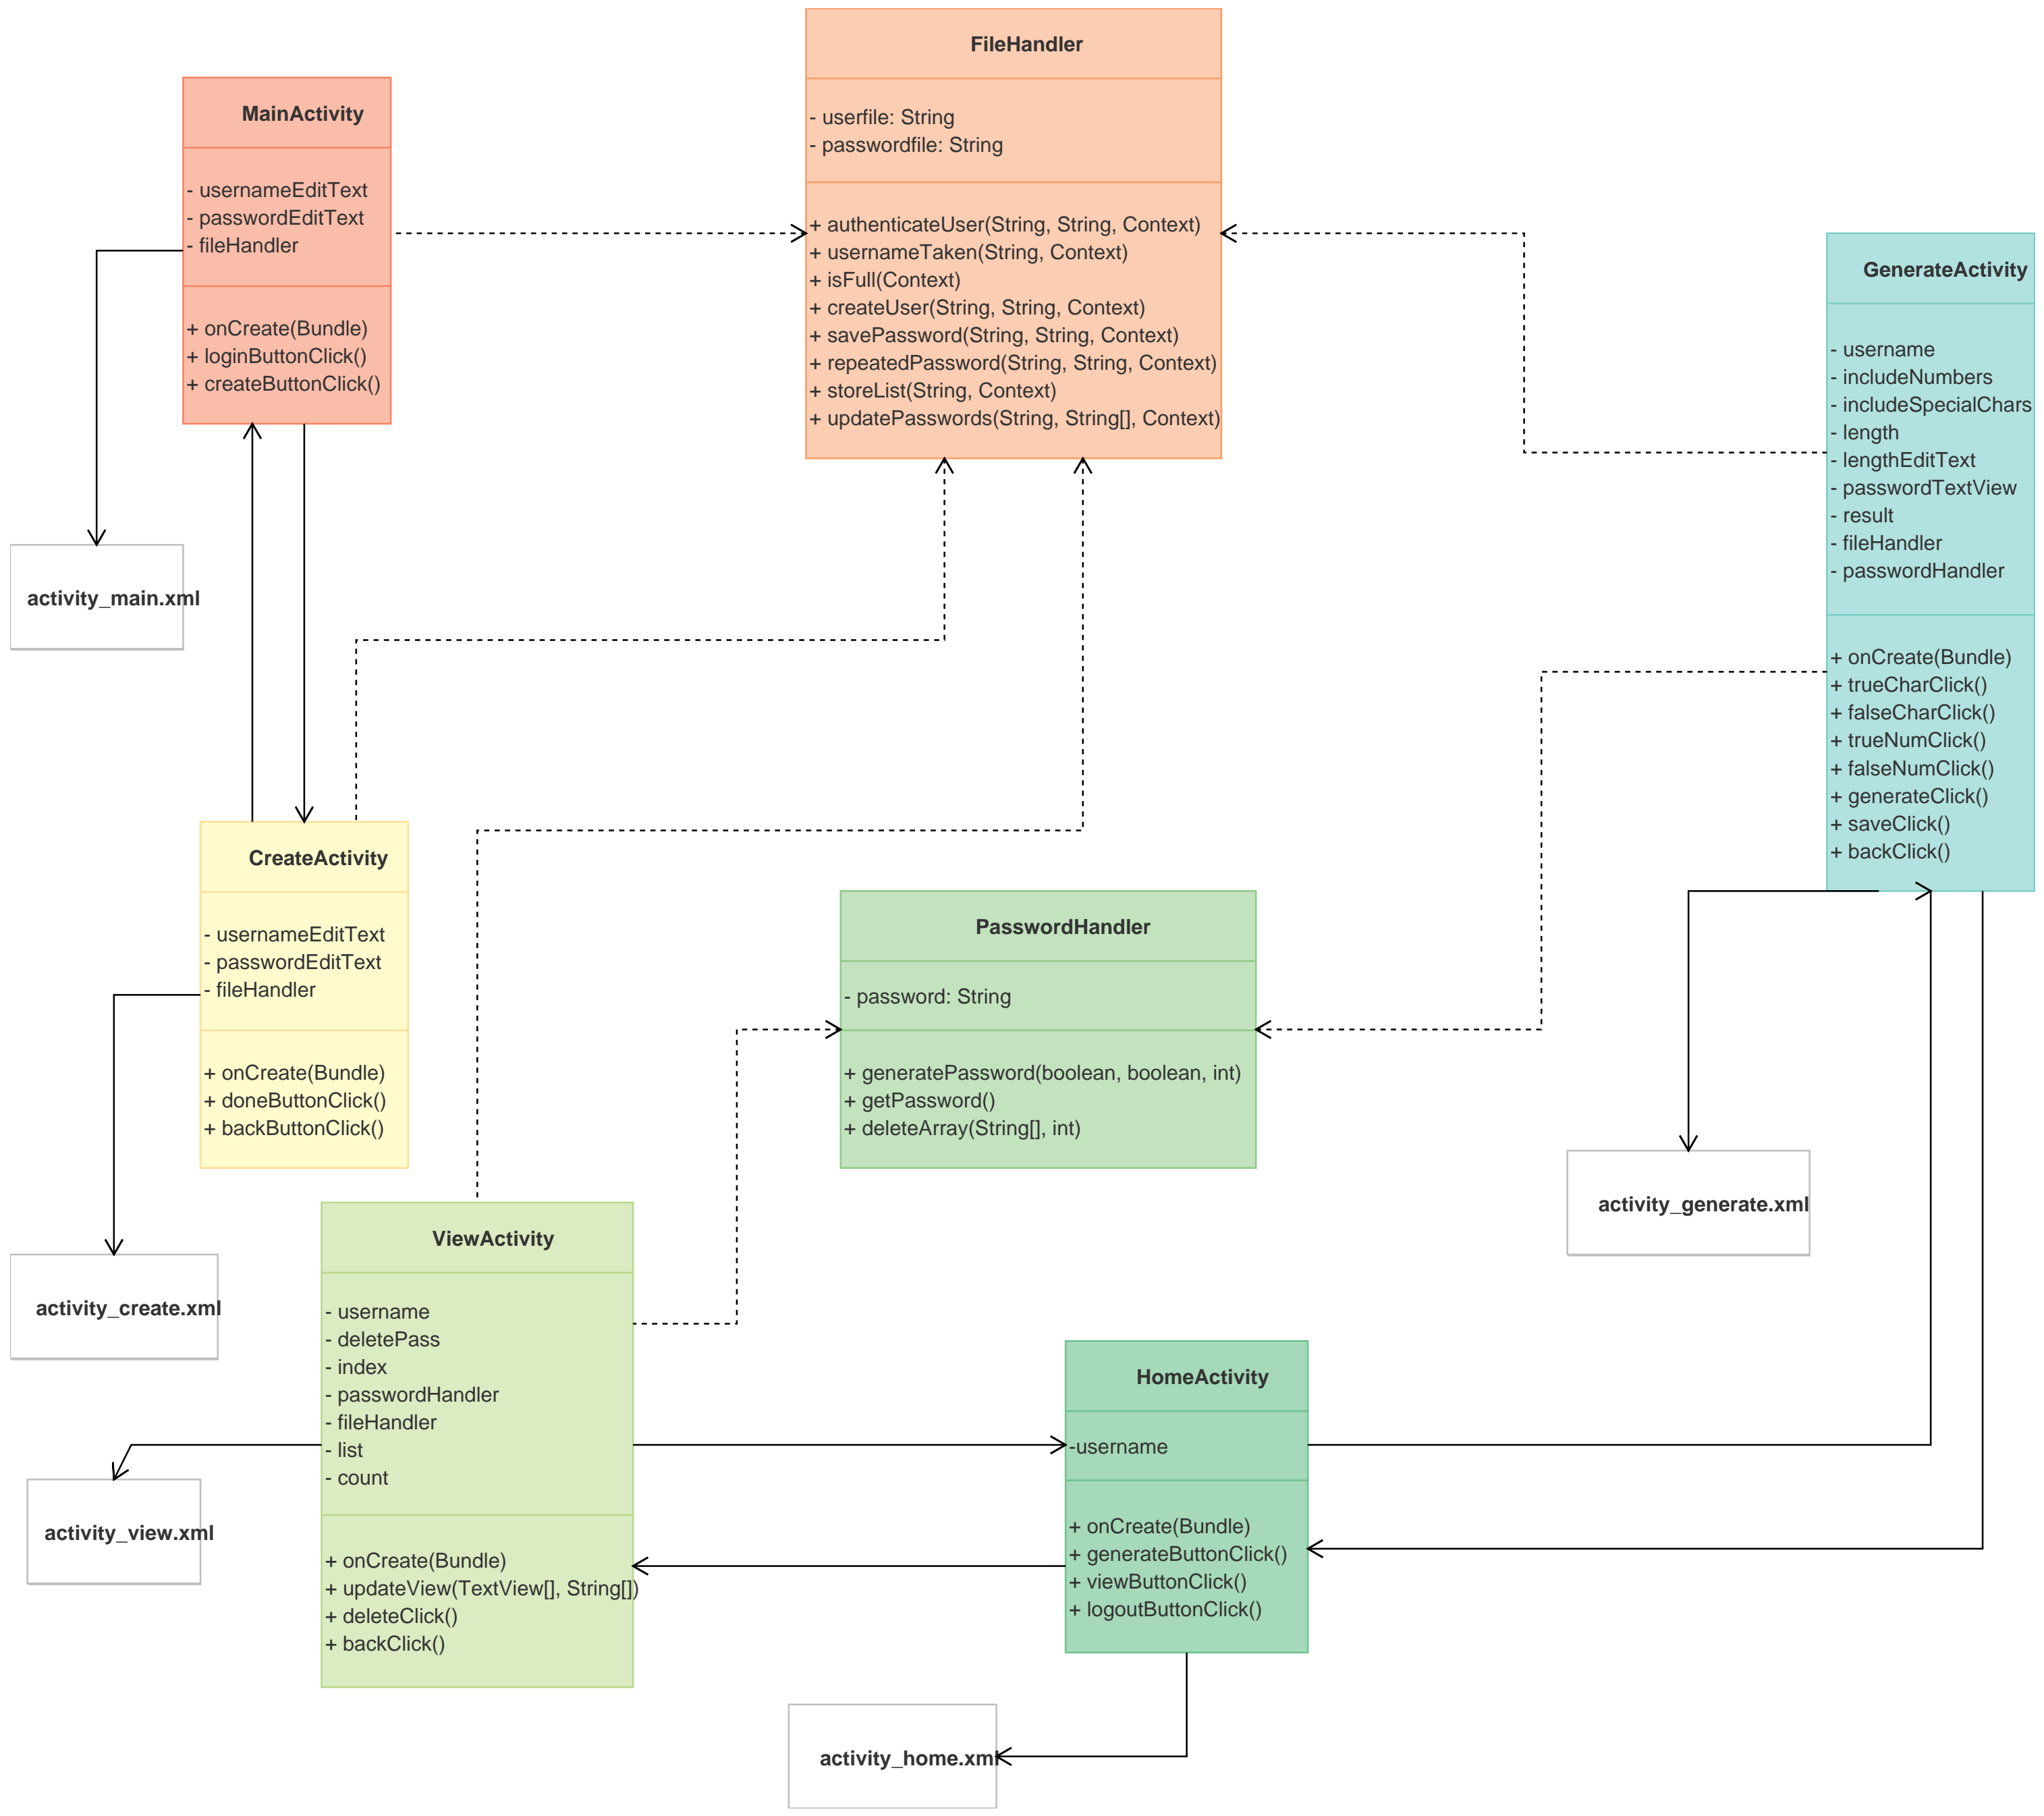 FileHandler
- userfile: String
- passwordfile: String
+ authenticateUser(String, String, Context)
+ usernameTaken(String, Context)
+ isFull(Context)
+ createUser(String, String, Context)
+ savePassword(String, String, Context)
+ repeatedPassword(String, String, Context)
+ storeList(String, Context)
+ updatePasswords(String, String[], Context)
MainActivity
- usernameEditText
- passwordEditText
- fileHandler
+ onCreate(Bundle)
+ loginButtonClick()
+ createButtonClick()
GenerateActivity
- username
- includeNumbers
- includeSpecialChars
- length
- lengthEditText
- passwordTextView
- result
- fileHandler
- passwordHandler
+ onCreate(Bundle)
+ trueCharClick()
+ falseCharClick()
+ trueNumClick()
+ falseNumClick()
+ generateClick()
+ saveClick()
+ backClick()
activity_main.xml
CreateActivity
- usernameEditText
- passwordEditText
- fileHandler
+ onCreate(Bundle)
+ doneButtonClick()
+ backButtonClick()
PasswordHandler
- password: String
+ generatePassword(boolean, boolean, int)
+ getPassword()
+ deleteArray(String[], int)
activity_generate.xml
activity_create.xml
ViewActivity
- username
- deletePass
- index
- passwordHandler
- fileHandler
- list
- count
+ onCreate(Bundle)
+ updateView(TextView[], String[])
+ deleteClick()
+ backClick()
HomeActivity
-username
+ onCreate(Bundle)
+ generateButtonClick()
+ viewButtonClick()
+ logoutButtonClick()
activity_view.xml
activity_home.xml